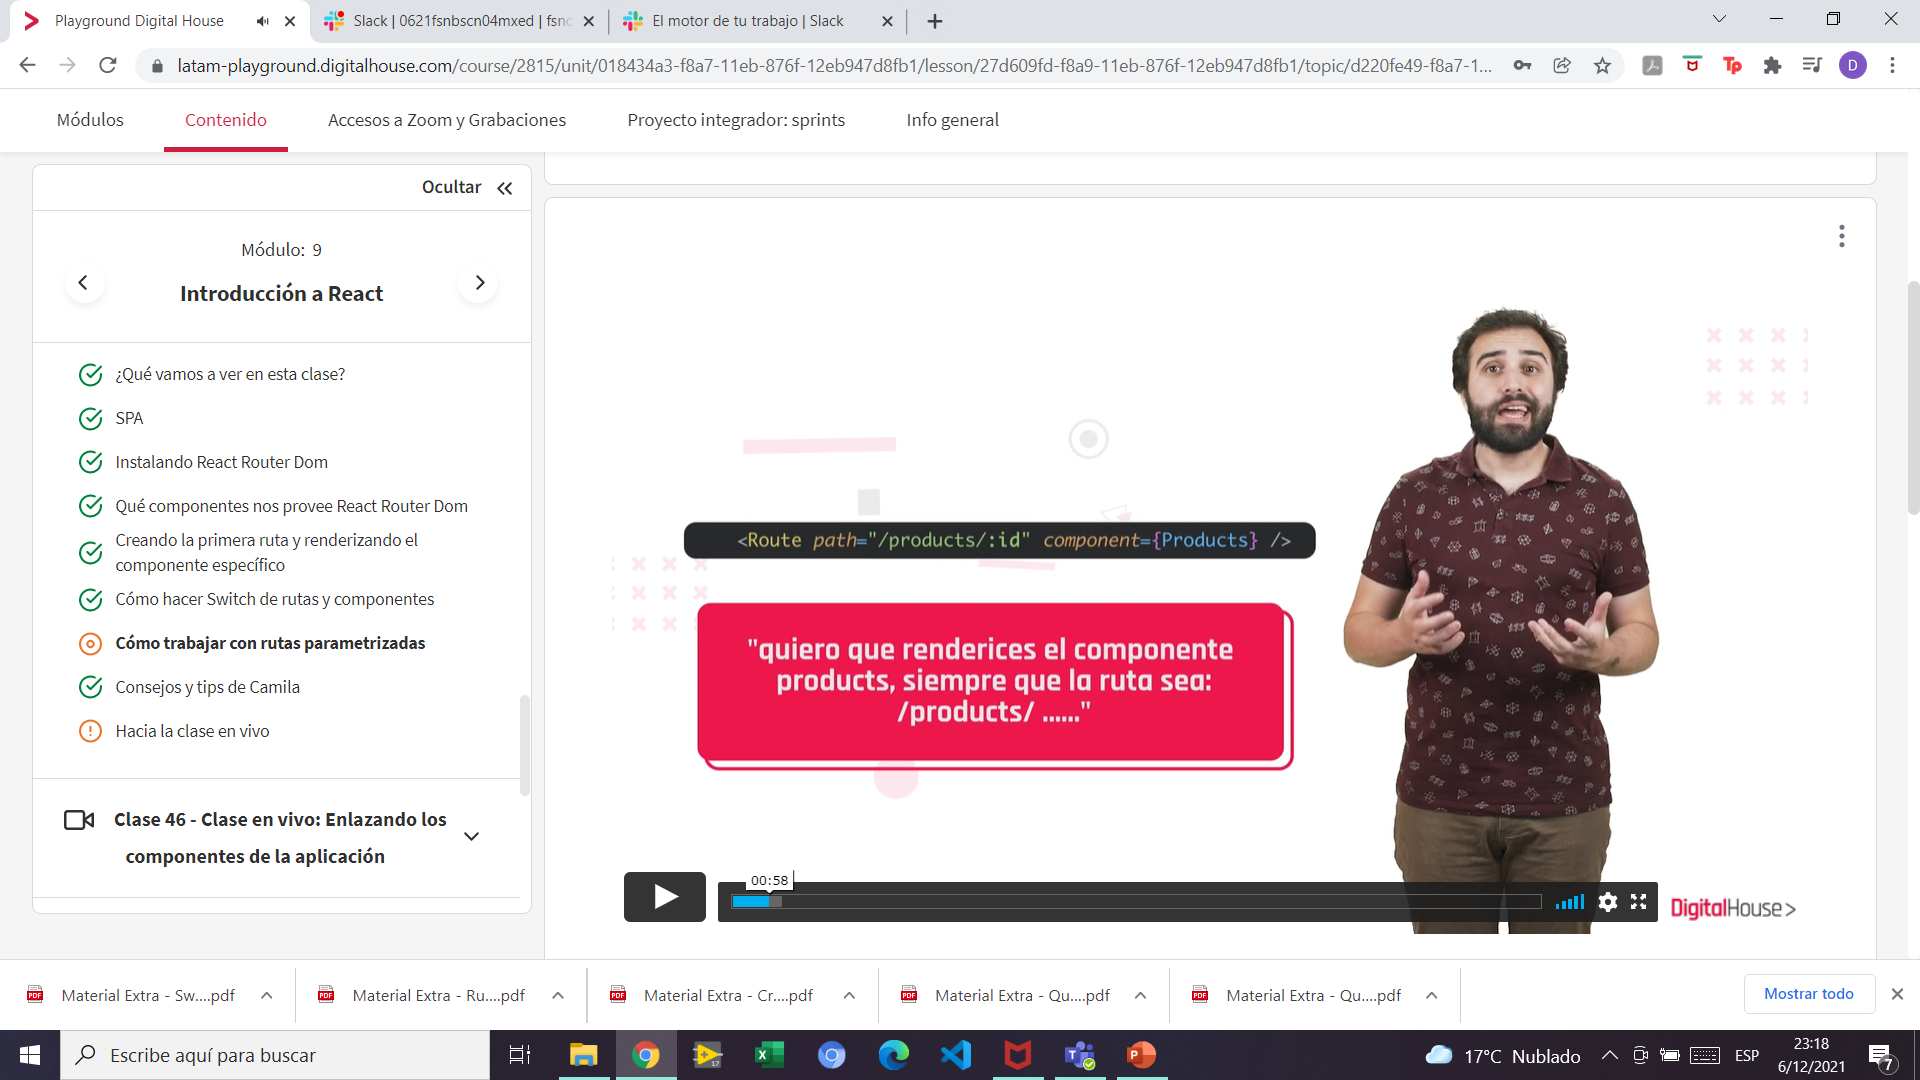 Playground Digital House
Slack | 0621fsnbscn04mxed | fsnc
El motor de tu trabajo | Slack
latam-playground.digitalhouse.com/course/2815/unit/018434a3-f8a7-11eb-876f-12eb947d8fb1/lesson/27d609fd-f8a9-11eb-876f-12eb947d8fb1/topic/d220fe49-f8a7-1...
Tp
D
Módulos
Contenido
Accesos a Zoom y Grabaciones
Proyecto integrador: sprints
Info general
Ocultar
Módulo: 9
Introducción a React
¿Qué vamos a ver en esta clase?
SPA
Instalando React Router Dom
Qué componentes nos provee React Router Dom
Creando la primera ruta y renderizando el
componente específico
Cómo hacer Switch de rutas y componentes
Cómo trabajar con rutas parametrizadas
Consejos y tips de Camila
Hacia la clase en vivo
Clase 46 - Clase en vivo: Enlazando los
componentes de la aplicación
<Route path="/products/:id" component={Products} />
"quiero que renderices el componente
products, siempre que la ruta sea:
/products/ ......"
00:58
DigitalHouse>
Material Extra - Sw....pdf
Material Extra - Ru....pdf
Material Extra - Cr....pdf
Material Extra - Qu....pdf
Material Extra - Qu....pdf
Mostrar todo
Escribe aquí para buscar
17°C Nublado
ESP
23:18
6/12/2021
7